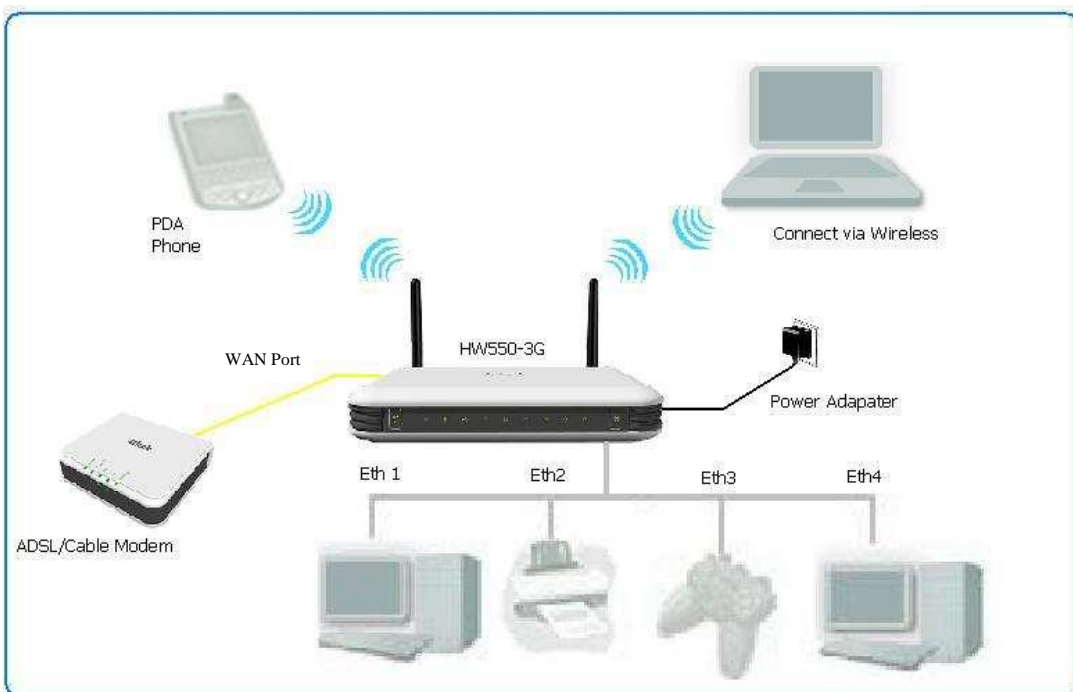 PDA
Phone
Connect via Wireless
HW550-3G
WAN Port
Power Adapater
Eth 1
Eth2
Eth3
Eth4
ADSL/Cable Modem